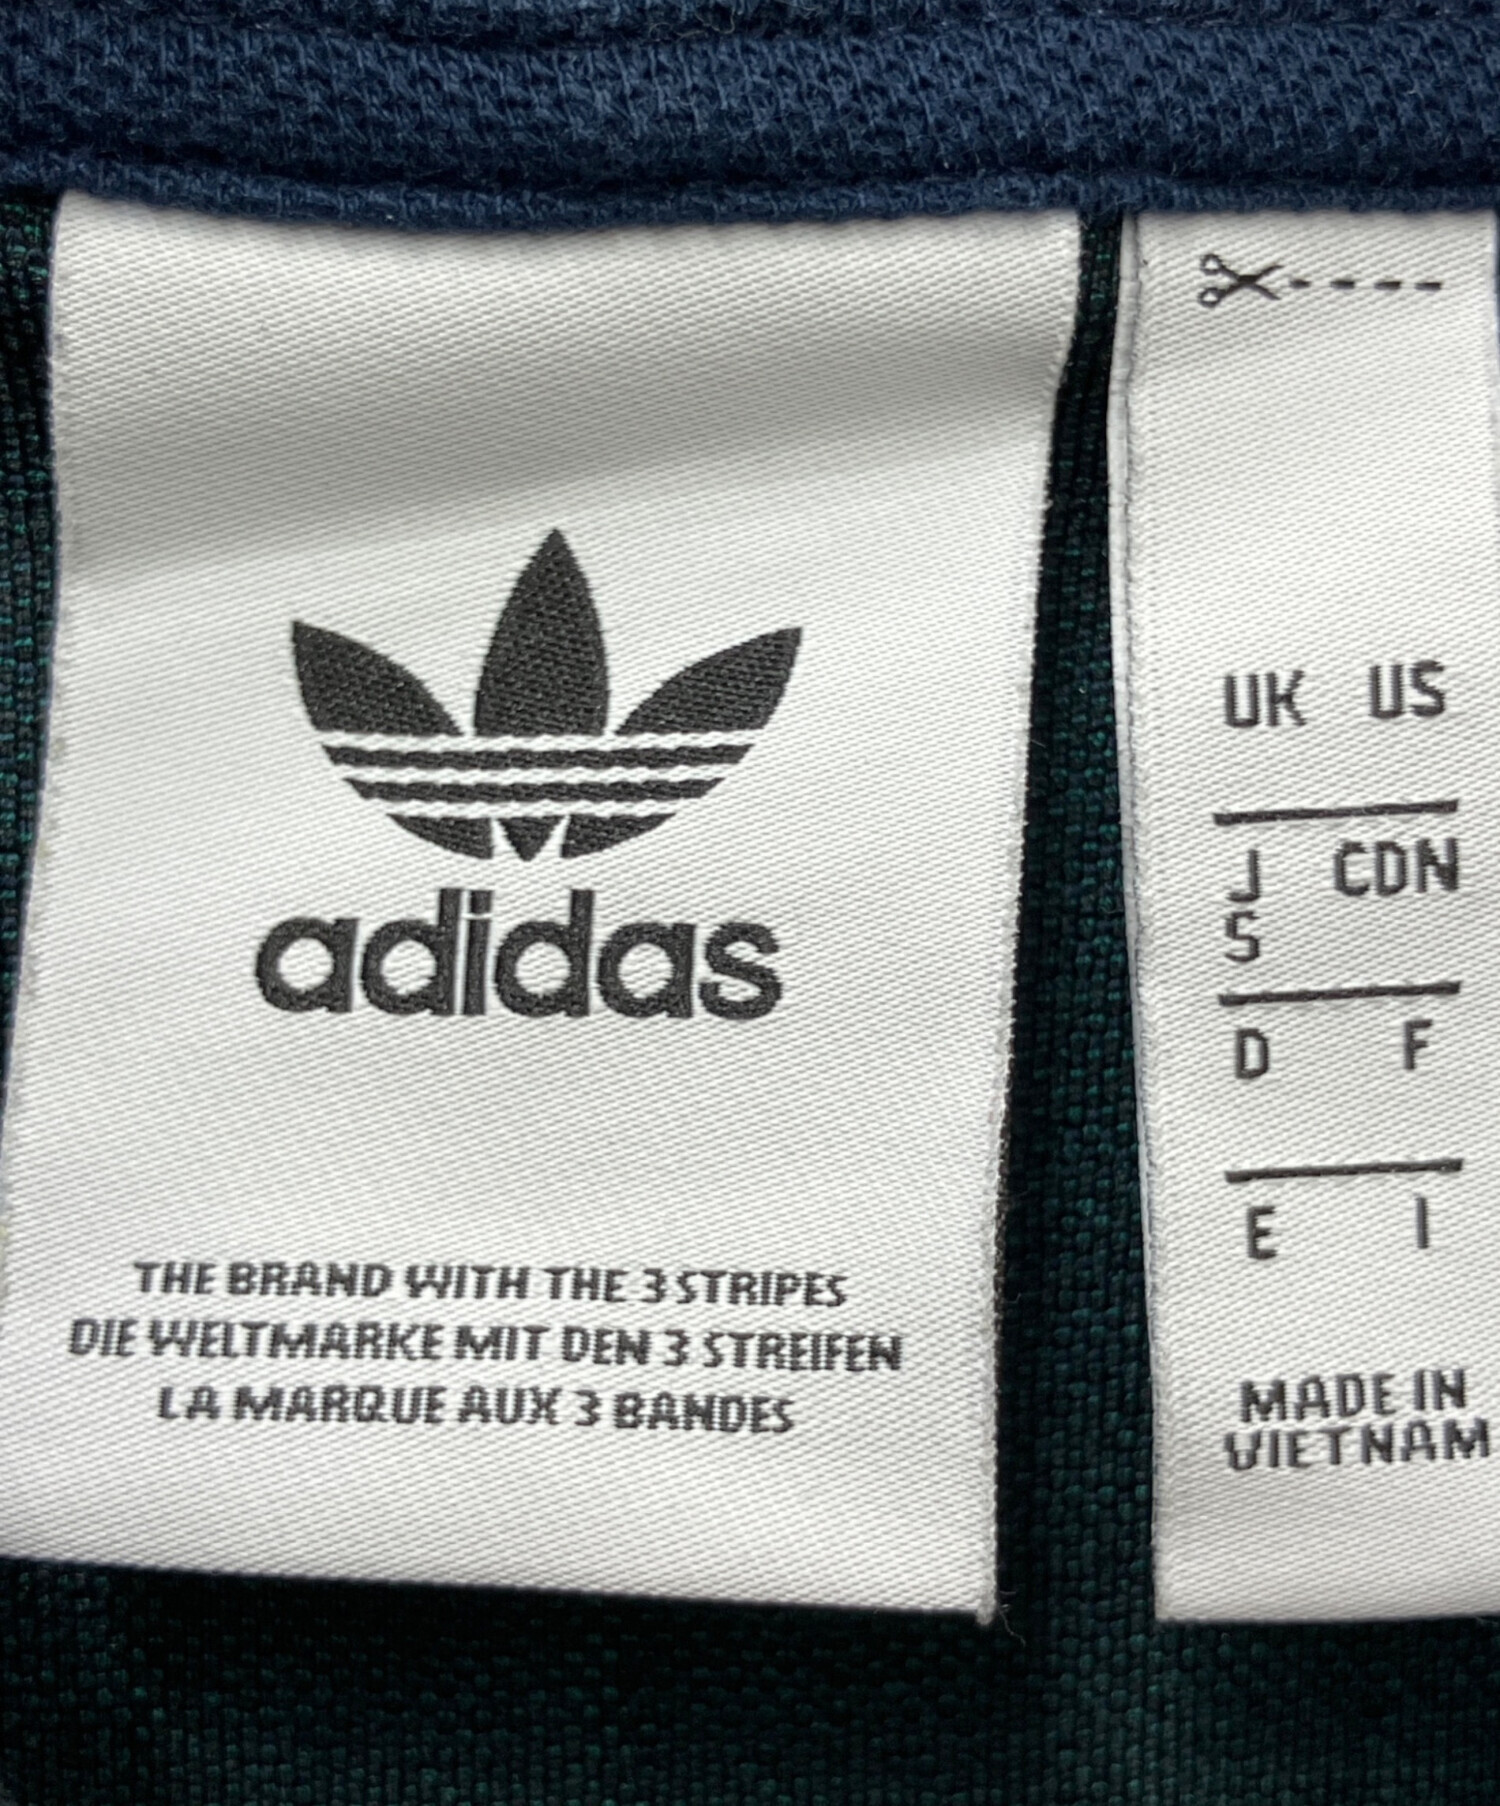 adidas
THE BRAND WITH THE 3 STRIPES
DIE WELTMARKE MIT DEN 3 STREIFEN
LA MARQUE AUX 3 BANDES
UK US
J CDN
S
D F
E I
MADE IN
VIETNAM